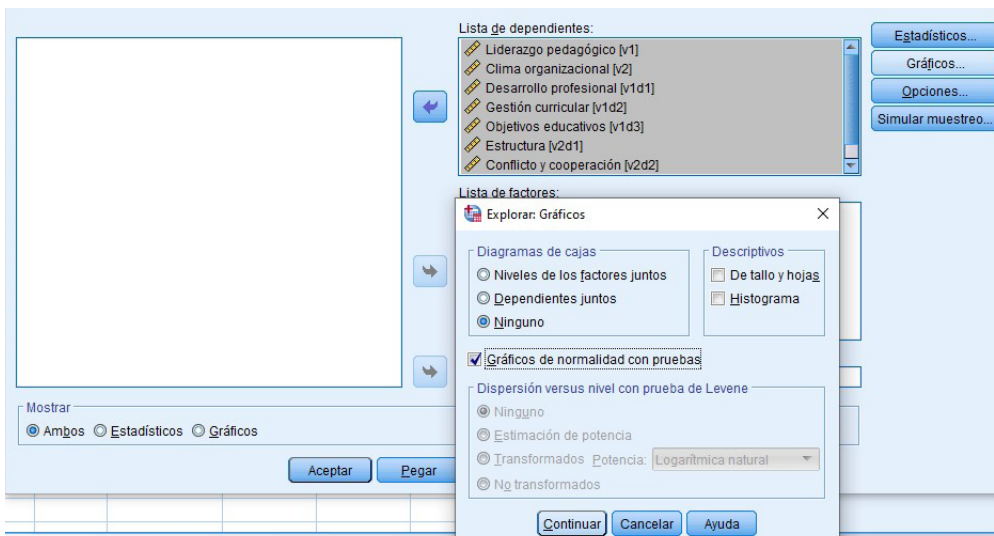 Lista de dependientes:
Liderazgo pedagógico [v1]
Clima organizacional [v2]
Desarrollo profesional [v1d1]
Gestión curricular [v1d2]
Objetivos educativos [v1d3]
Estructura [v2d1]
Conflicto y cooperación [v2d2]
Estadísticos...
Gráficos...
Opciones...
Simular muestreo...
Lista de factores:
Explorar: Gráficos
Diagramas de cajas
Niveles de los factores juntos
Dependientes juntos
Ninguno
Descriptivos
De tallo y hojas
Histograma
Gráficos de normalidad con pruebas
Dispersión versus nivel con prueba de Levene
Ninguno
Estimación de potencia
Transformados Potencia: Logarítmica natural
No transformados
Continuar Cancelar Ayuda
Mostrar
Ambos Estadísticos Gráficos
Aceptar Pegar